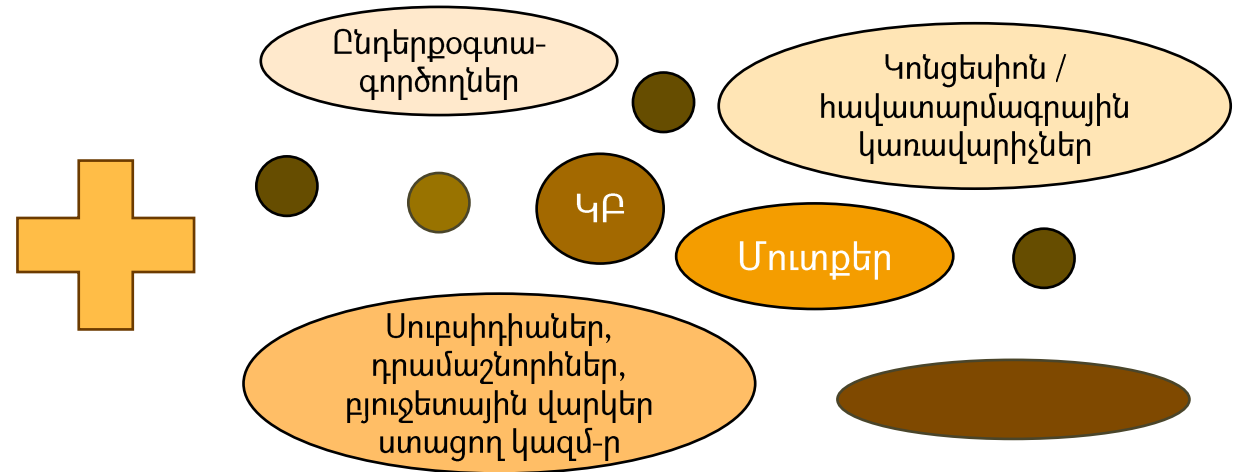 Ընդերքօգտա-
գործողներ
Կոնցեսիոն /
հավատարմագրային
կառավարիչներ
ԿԲ
Մուտքեր
Սուբսիդիաներ,
դրամաշնորհներ,
բյուջետային վարկեր
ստացող կազմ-ր